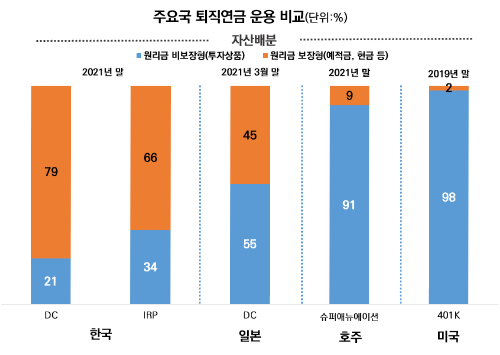 주요국 퇴직연금 운용 비교(단위:%)
자산배분
원리금 비보장형(투자상품) 원리금 보장형(예적금, 현금 등)
2021년 말 2021년 3월 말 2021년 말 2019년 말
79 66 45 9 2
21 34 55 91 98
DC IRP DC 슈퍼애뉴에이션 401K
한국 일본 호주 미국